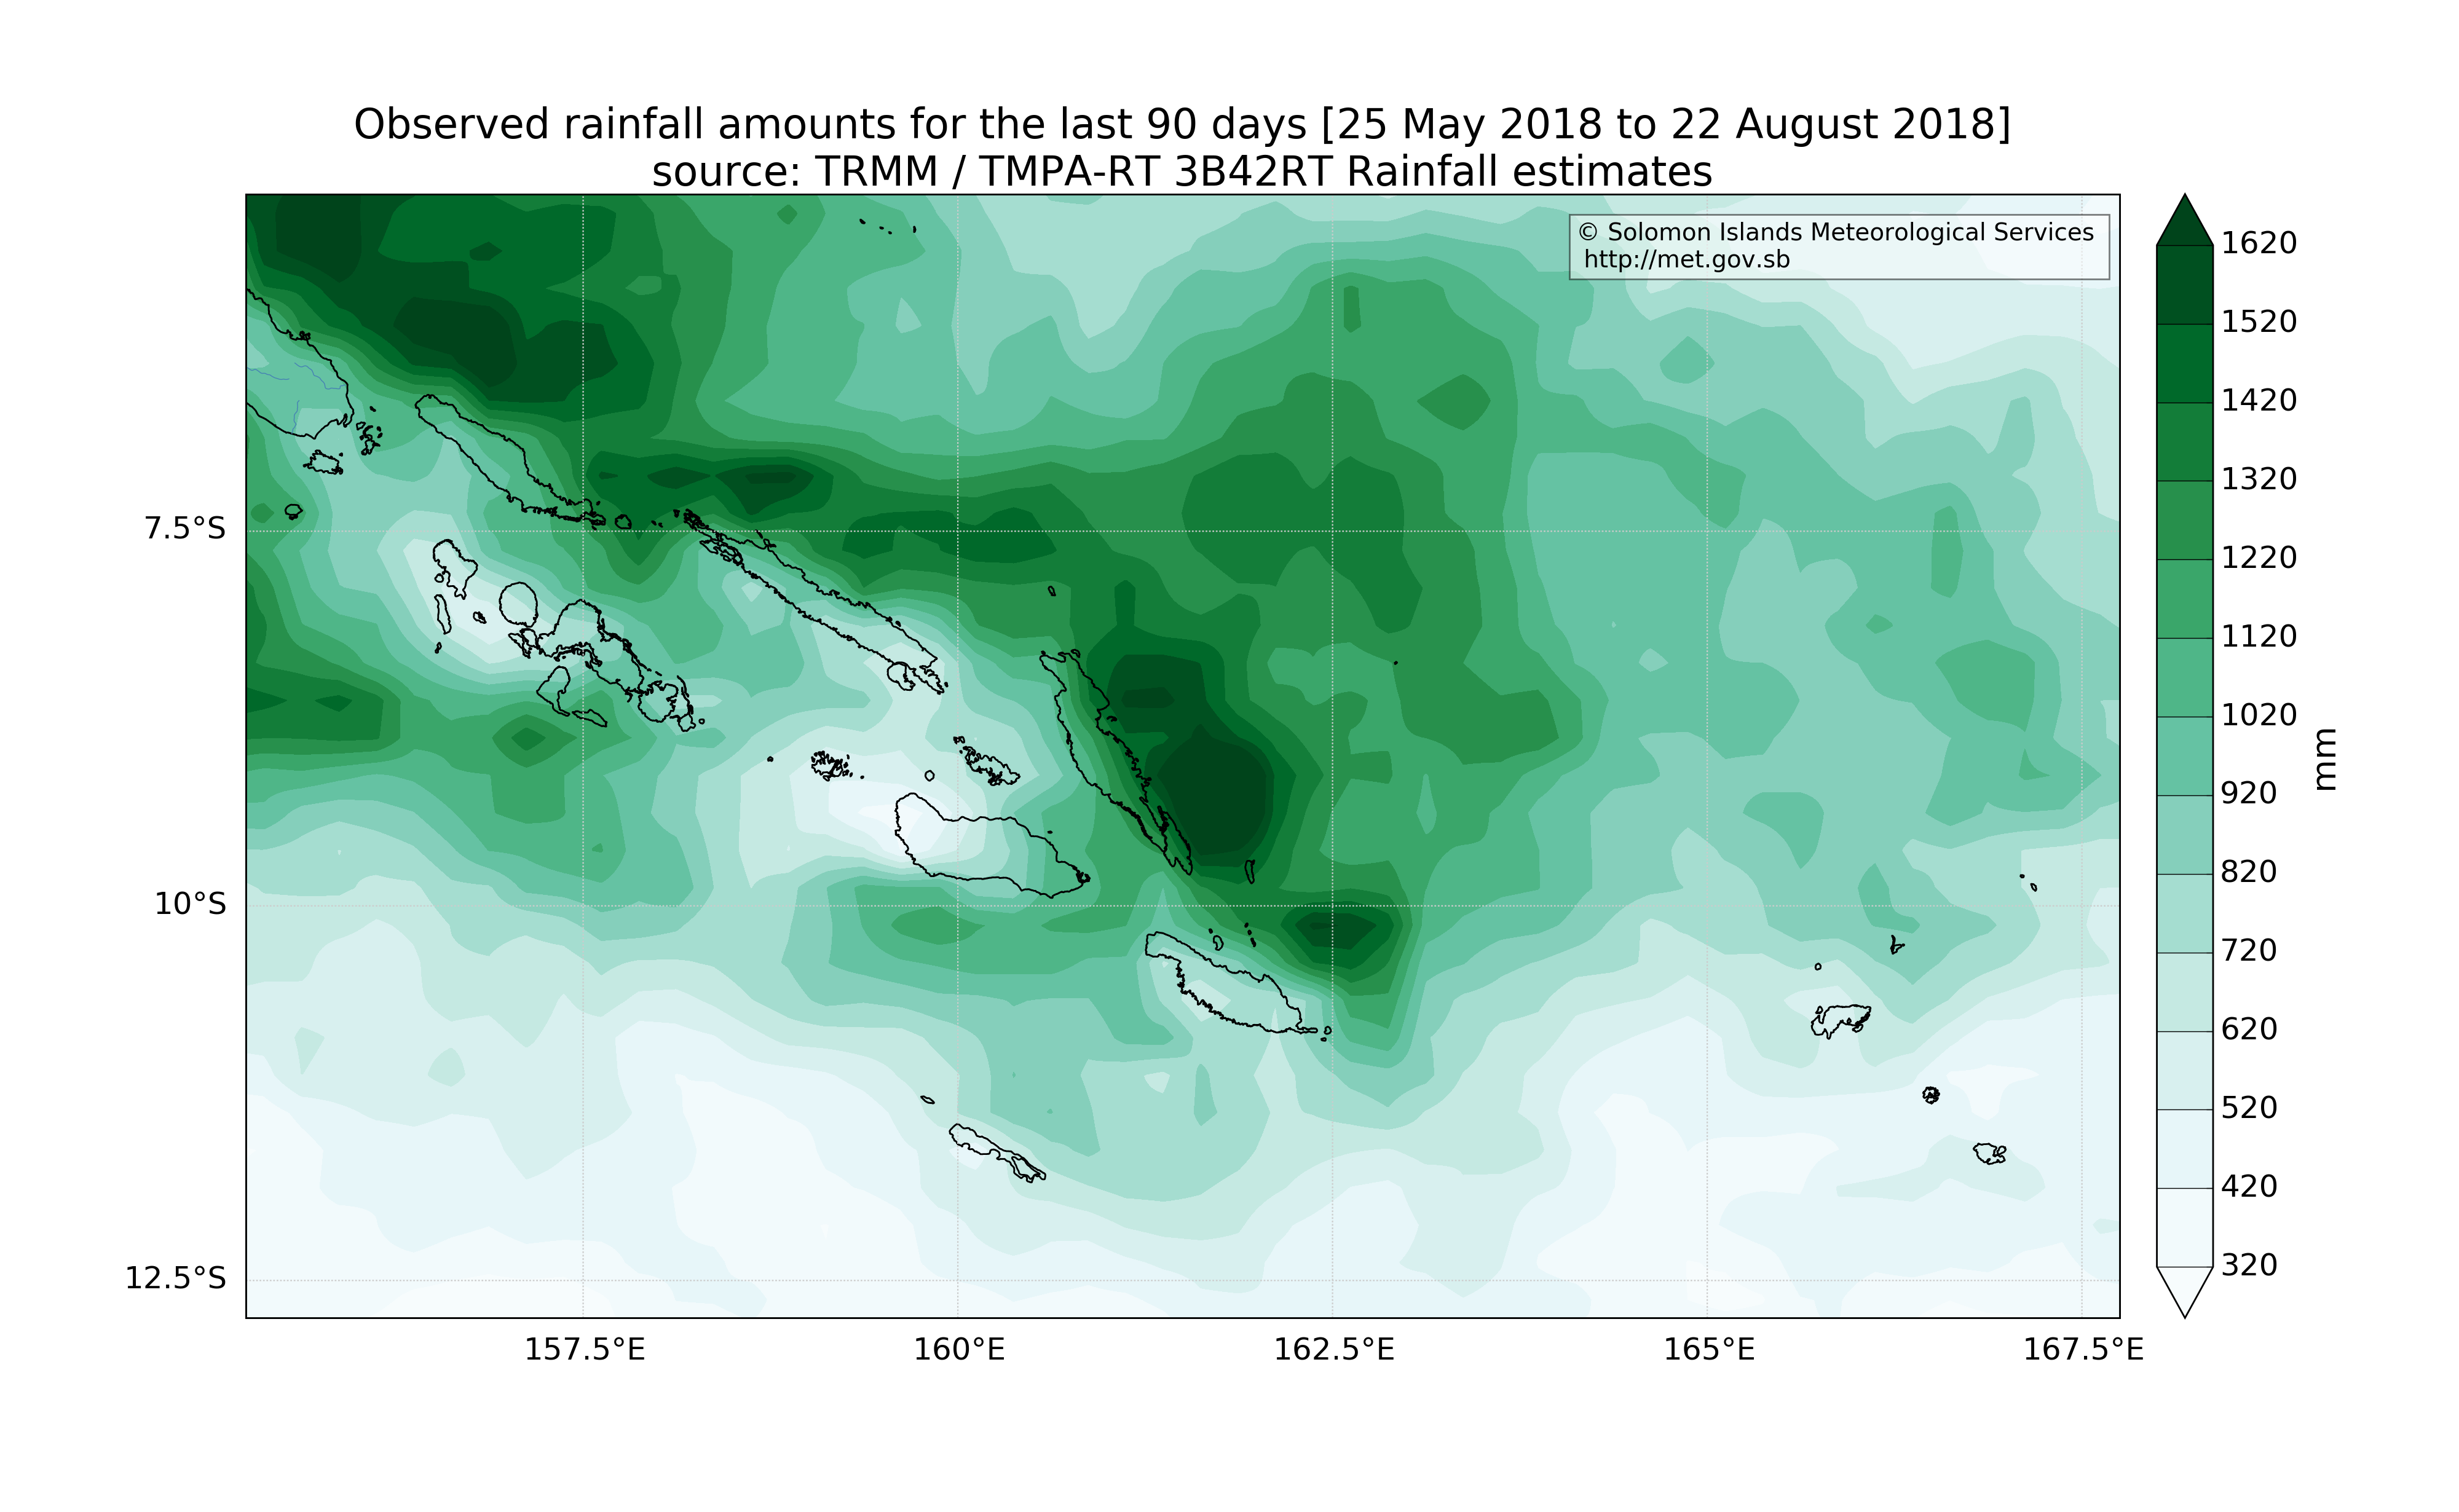 Observed rainfall amounts for the last 90 days [25 May 2018 to 22 August 2018]
source: TRMM / TMPA-RT 3B42RT Rainfall estimates
© Solomon Islands Meteorological Services
http://met.gov.sb
7.5°S
10°S
12.5°S
157.5°E
160°E
162.5°E
165°E
167.5°E
1620
1520
1420
1320
1220
1120
1020
920
820
720
620
520
420
320
mm